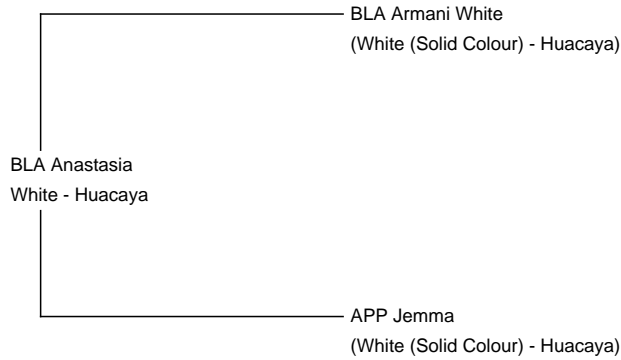 BLA Armani White
(White (Solid Colour) - Huacaya)
BLA Anastasia
White - Huacaya
APP Jemma
(White (Solid Colour) - Huacaya)